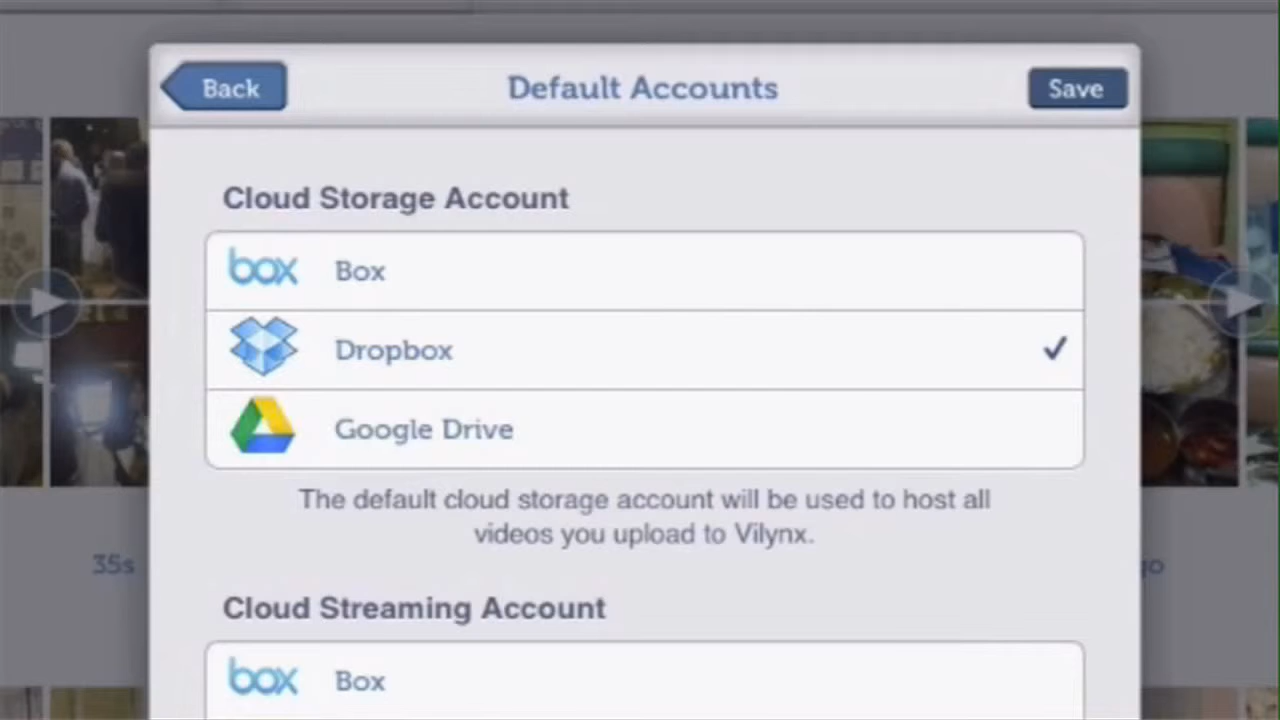 Back
Default Accounts
Save
Cloud Storage Account
box
Box
Dropbox
Google Drive
The default cloud storage account will be used to host all
videos you upload to Vilynx.
35s
go
Cloud Streaming Account
box
Box